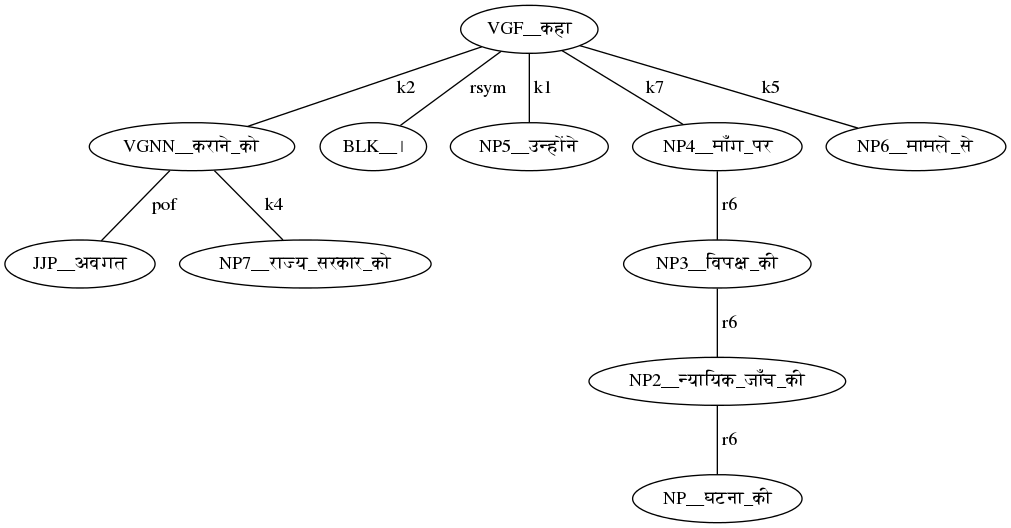 VGF__कहा
k2
rsym
k1
k7
k5
VGNN__कराने_को
BLK__।
NP5__उन्होंने
NP4__माँग_पर
NP6__मामले_से
pof
k4
r6
JJP__अवगत
NP7__राज्य_सरकार_को
NP3__विपक्ष_की
r6
NP2__न्यायिक_जाँच_की
r6
NP__घटना_की